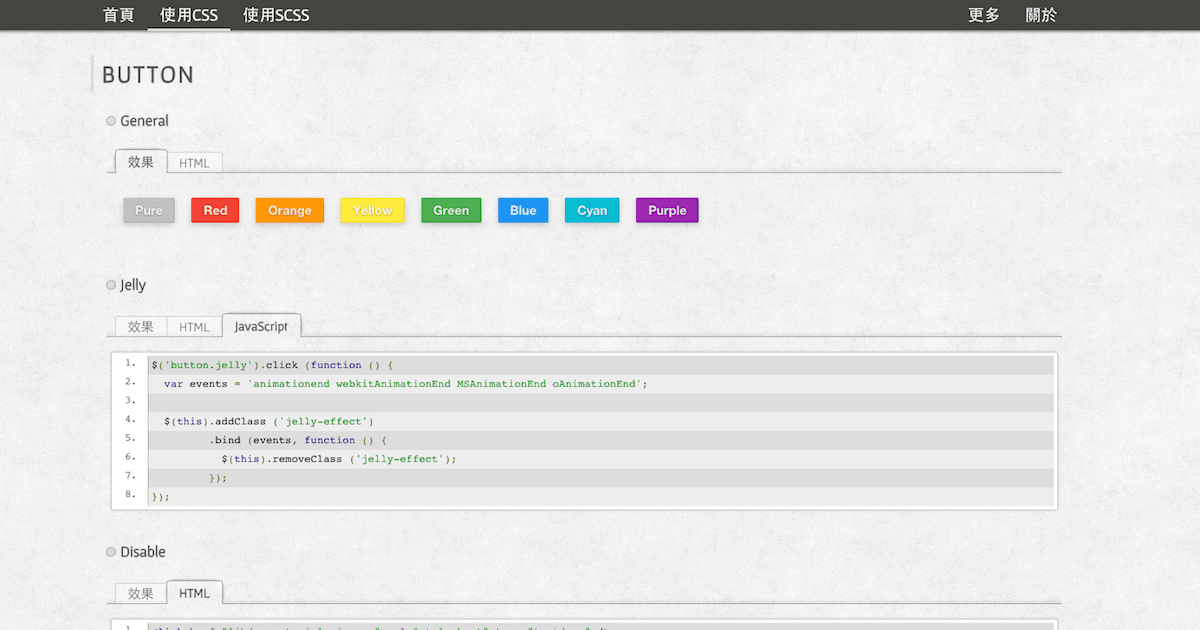 首頁 使用CSS 使用SCSS 更多 關於
BUTTON
General
效果 HTML
Pure Red Orange Yellow Green Blue Cyan Purple
Jelly
效果 HTML JavaScript
1. $('button.jelly').click (function () {
2. var events = 'animationend webkitAnimationEnd MSAnimationEnd oAnimationEnd';
3.
4. $(this).addClass ('jelly-effect')
5. .bind (events, function () {
6. $(this).removeClass ('jelly-effect');
7. });
8. });
Disable
效果 HTML